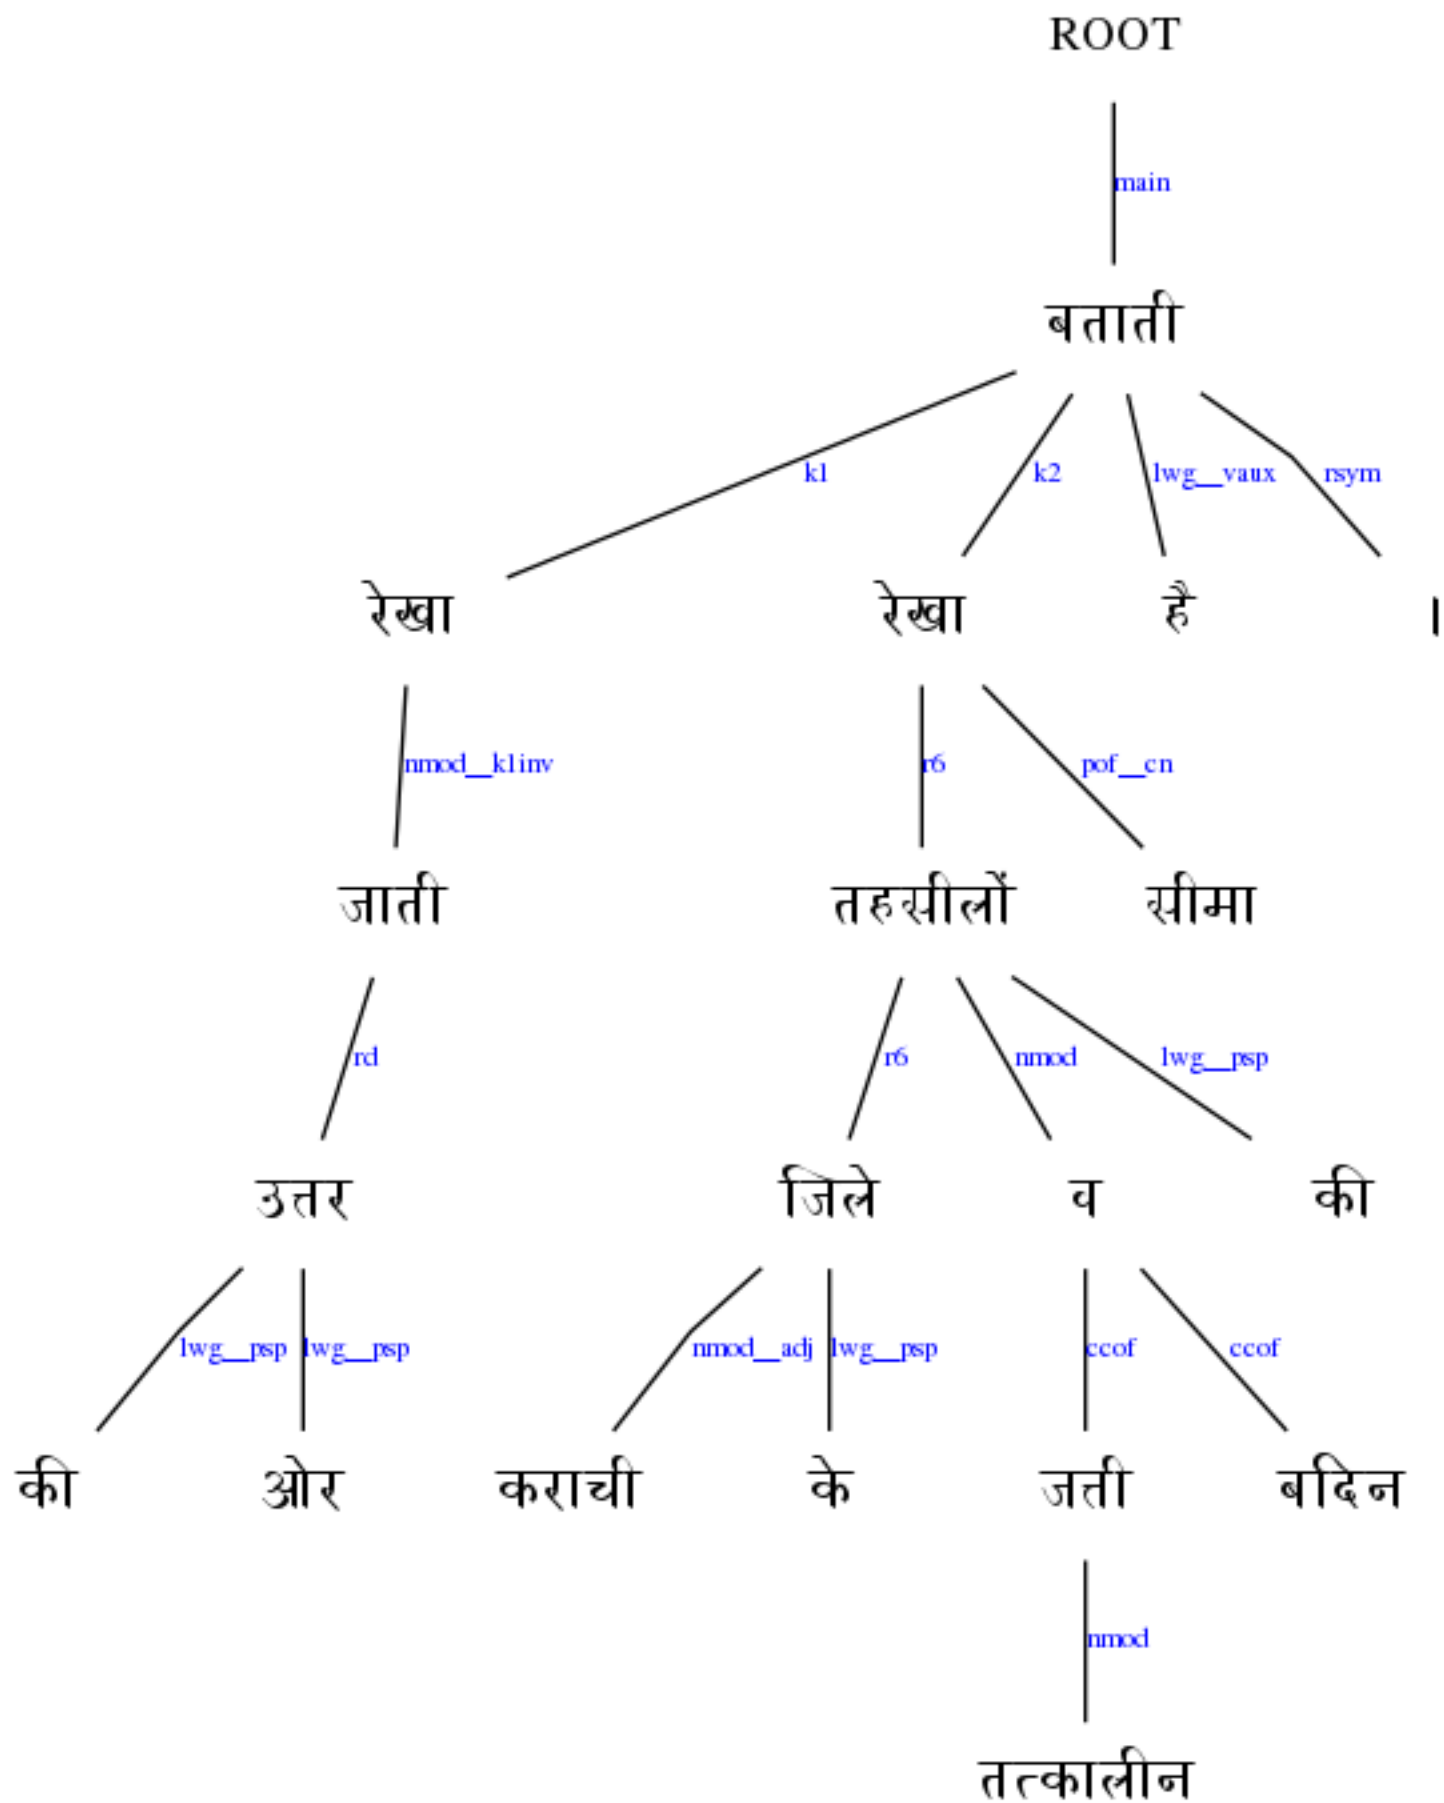 ROOT
main
बताती
k1 k2 lwg__vaux rsym
रेखा रेखा है ।
nmod__k1inv r6 pof__cn
जाती तहसीलों सीमा
rd r6 nmod lwg__psp
उत्तर जिले व की
lwg__psp lwg__psp nmod__adj lwg__psp ccof ccof
की ओर कराची के जत्ती बदिन
nmod
तत्कालीन